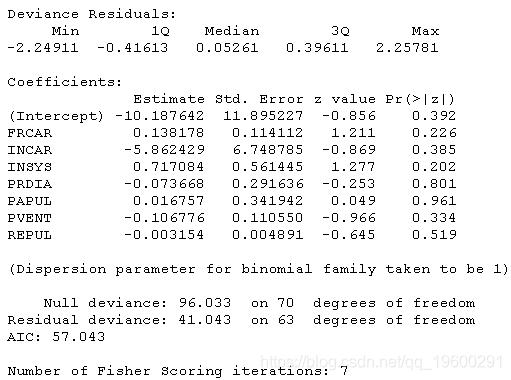 Deviance Residuals:
Min 1Q Median 3Q Max
-2.24911 -0.41613 0.05261 0.39611 2.25781
Coefficients:
Estimate Std. Error z value Pr(>|z|)
(Intercept) -10.187642 11.895227 -0.856 0.392
FRCAR 0.138178 0.114112 1.211 0.226
INCAR -5.862429 6.748785 -0.869 0.385
INSYS 0.717084 0.561445 1.277 0.202
PRDIA -0.073668 0.291636 -0.253 0.801
PAPUL 0.016757 0.341942 0.049 0.961
PVENT -0.106776 0.110550 -0.966 0.334
REPUL -0.003154 0.004891 -0.645 0.519
(Dispersion parameter for binomial family taken to be 1)
Null deviance: 96.033 on 70 degrees of freedom
Residual deviance: 41.043 on 63 degrees of freedom
AIC: 57.043
Number of Fisher Scoring iterations: 7
https://blog.csdn.net/qq_19600291